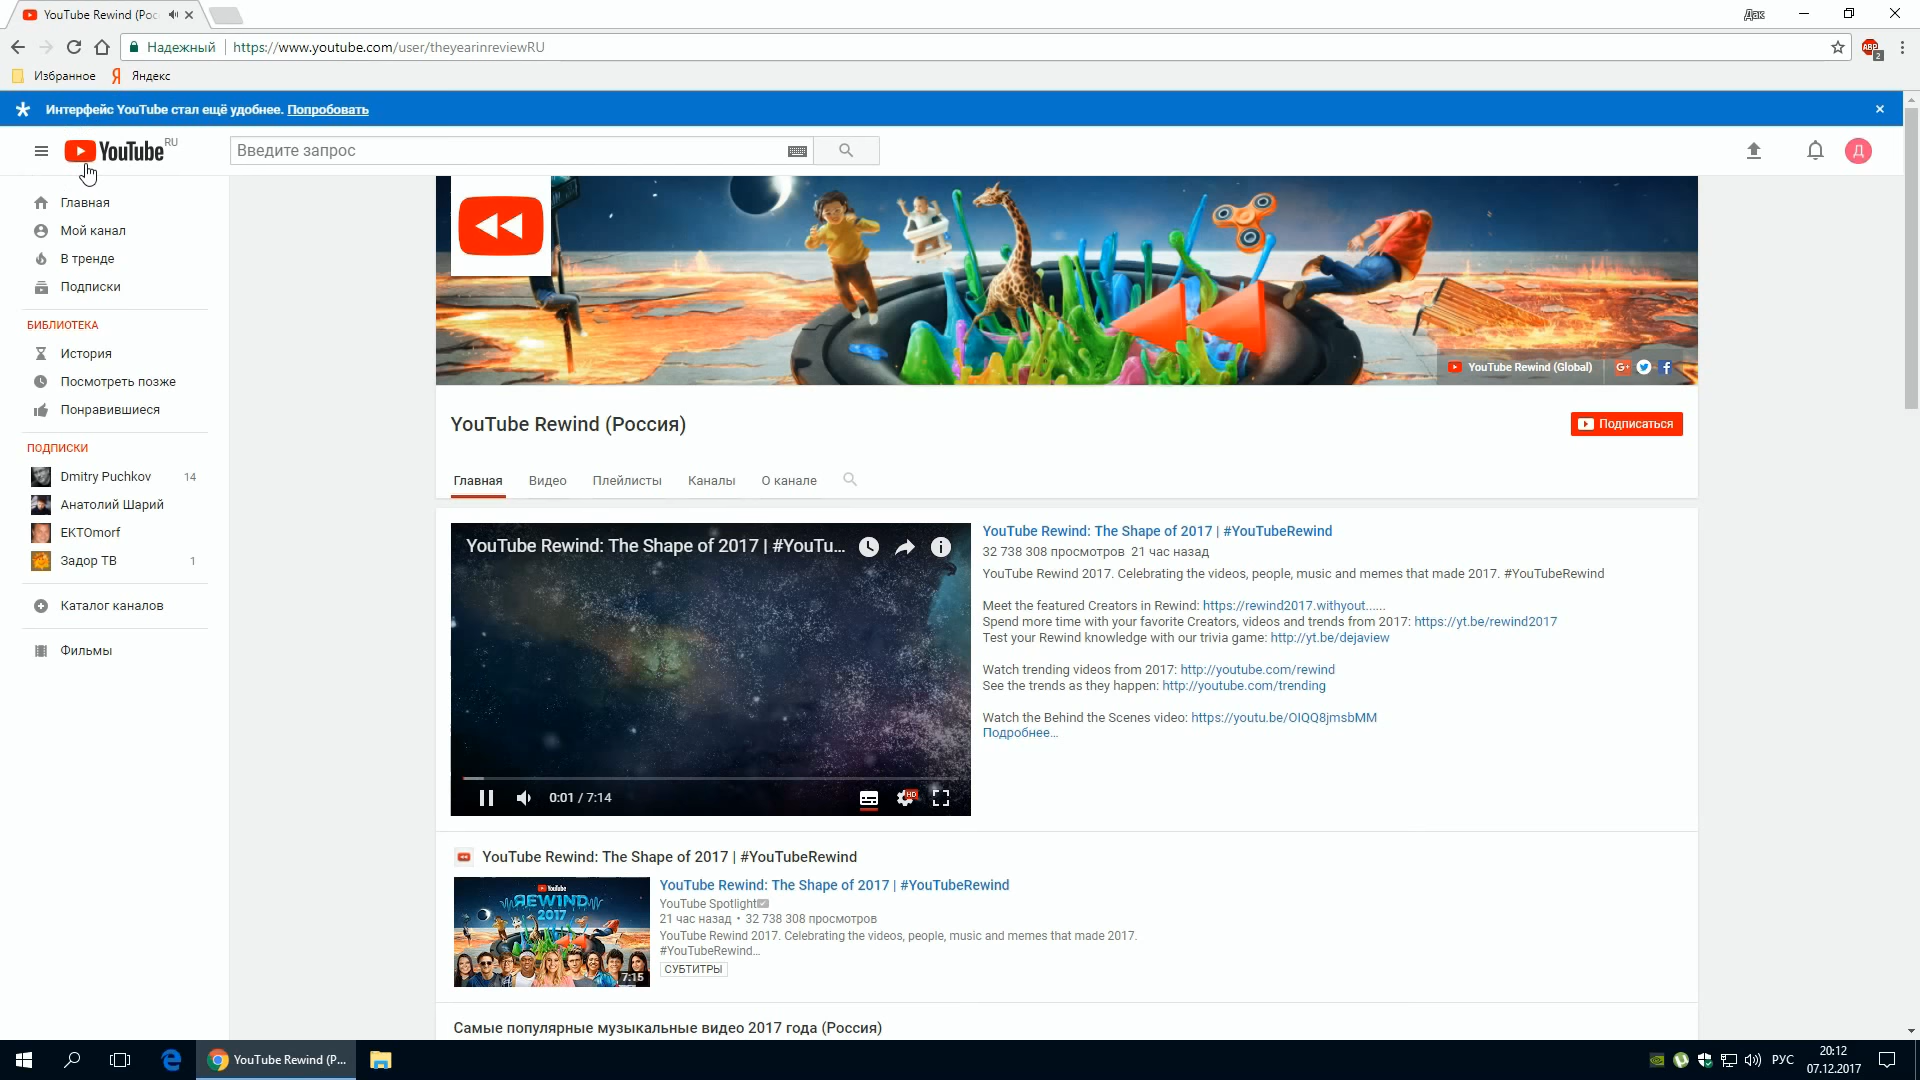 YouTube Rewind (Рос
Дак
Надежный
https://www.youtube.com/user/theyearinreviewRU
ABP
2
Избранное
Яндекс
Интерфейс YouTube стал ещё удобнее. Попробовать
YouTube RU
Введите запрос
Д
Главная
Мой канал
В тренде
Подписки
БИБЛИОТЕКА
История
Посмотреть позже
Понравившиеся
ПОДПИСКИ
Dmitry Puchkov 14
Анатолий Шарий
EKTOmorf
Задор ТВ 1
Каталог каналов
Фильмы
YouTube Rewind (Global)
YouTube Rewind (Россия)
Подписаться
Главная Видео Плейлисты Каналы О канале
YouTube Rewind: The Shape of 2017 | #YouTu...
0:01 / 7:14
HD
YouTube Rewind: The Shape of 2017 | #YouTubeRewind
32 738 308 просмотров 21 час назад
YouTube Rewind 2017. Celebrating the videos, people, music and memes that made 2017. #YouTubeRewind
Meet the featured Creators in Rewind: https://rewind2017.withyout......
Spend more time with your favorite Creators, videos and trends from 2017: https://yt.be/rewind2017
Test your Rewind knowledge with our trivia game: http://yt.be/dejaview
Watch trending videos from 2017: http://youtube.com/rewind
See the trends as they happen: http://youtube.com/trending
Watch the Behind the Scenes video: https://youtu.be/OIQQ8jmsbMM
Подробнее...
YouTube Rewind: The Shape of 2017 | #YouTubeRewind
YouTube
REWIND
2017
7:15
YouTube Rewind: The Shape of 2017 | #YouTubeRewind
YouTube Spotlight
21 час назад • 32 738 308 просмотров
YouTube Rewind 2017. Celebrating the videos, people, music and memes that made 2017.
#YouTubeRewind...
СУБТИТРЫ
Самые популярные музыкальные видео 2017 года (Россия)
YouTube Rewind (P...
РУС
20:12
07.12.2017